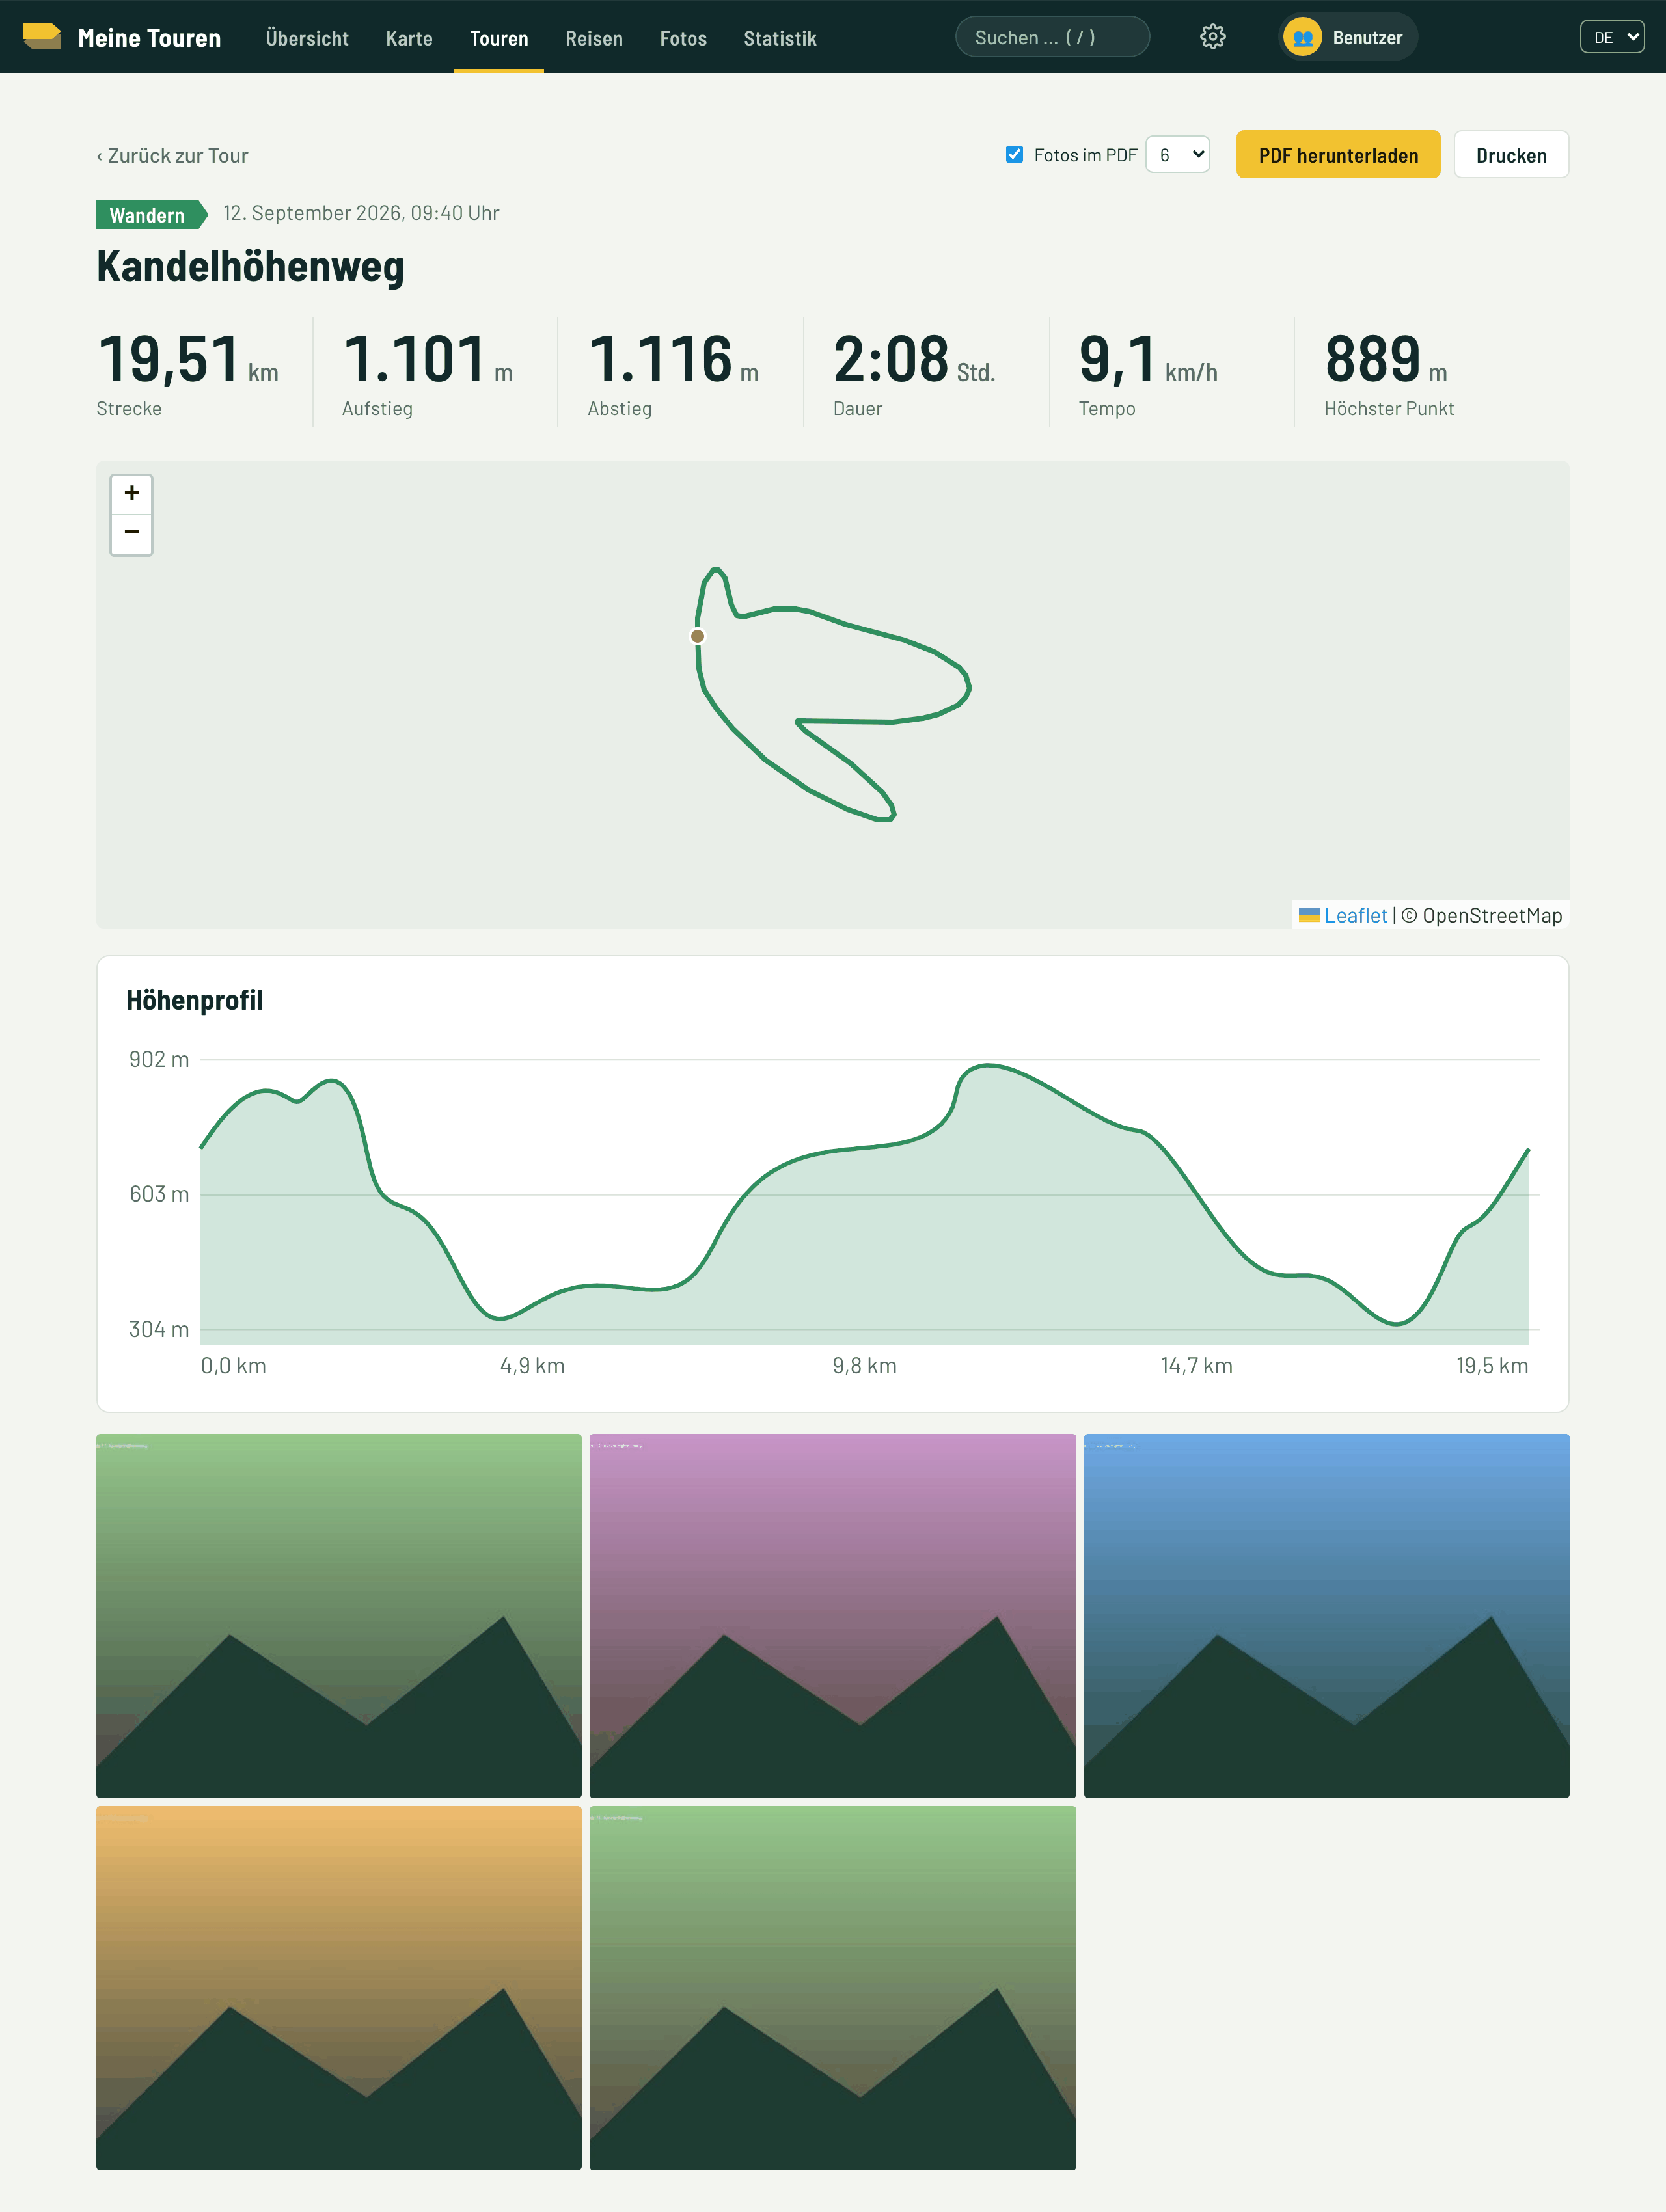 Meine Touren Übersicht Karte Touren Reisen Fotos Statistik Suchen ... ( / ) Benutzer DE
‹ Zurück zur Tour Fotos im PDF 6 PDF herunterladen Drucken
Wandern 12. September 2026, 09:40 Uhr
Kandelhöhenweg
19,51 km 1.101 m 1.116 m 2:08 Std. 9,1 km/h 889 m
Strecke Aufstieg Abstieg Dauer Tempo Höchster Punkt
+
−
Leaflet | © OpenStreetMap
Höhenprofil
902 m
603 m
304 m
0,0 km 4,9 km 9,8 km 14,7 km 19,5 km